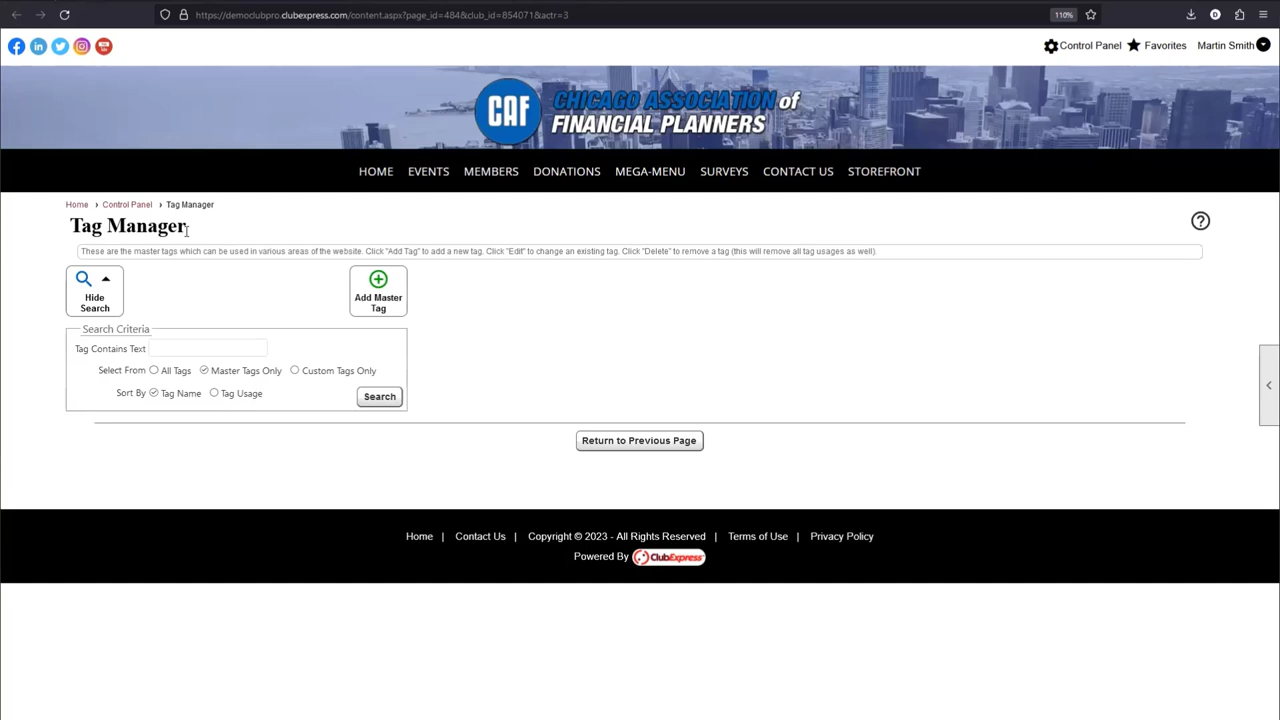 https://democlubpro.clubexpress.com/content.aspx?page_id=484&club_id=854071&actr=3
110%
Control Panel
Favorites
Martin Smith
CAF
CHICAGO ASSOCIATION of
FINANCIAL PLANNERS
HOME EVENTS MEMBERS DONATIONS MEGA-MENU SURVEYS CONTACT US STOREFRONT
Home › Control Panel › Tag Manager
Tag Manager
These are the master tags which can be used in various areas of the website. Click "Add Tag" to add a new tag. Click "Edit" to change an existing tag. Click "Delete" to remove a tag (this will remove all tag usages as well).
Hide
Search
Add Master
Tag
Search Criteria
Tag Contains Text
Select From All Tags Master Tags Only Custom Tags Only
Sort By Tag Name Tag Usage
Search
Return to Previous Page
Home | Contact Us | Copyright © 2023 - All Rights Reserved | Terms of Use | Privacy Policy
Powered By ClubExpress